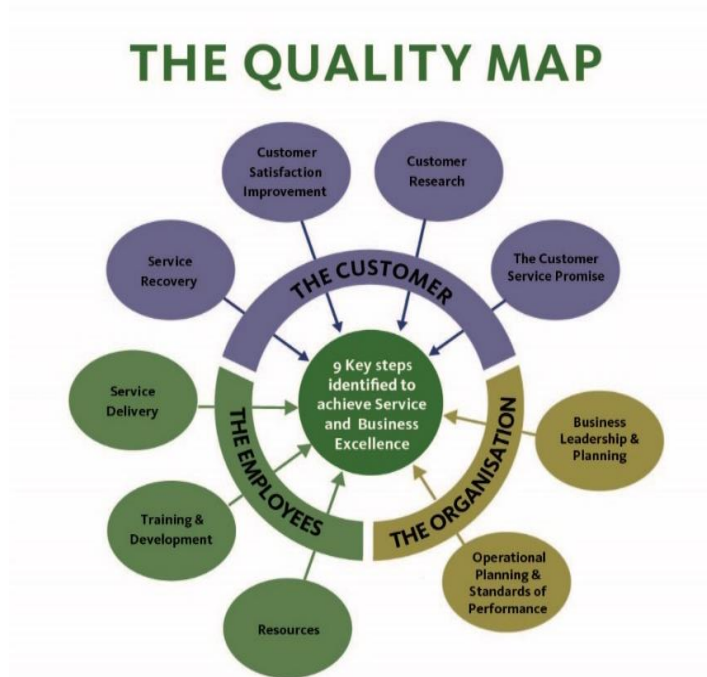 THE QUALITY MAP
Customer
Satisfaction
Improvement
Customer
Research
Service
Recovery
The Customer
Service Promise
THE CUSTOMER
9 Key steps
identified to
achieve Service
and Business
Excellence
Service
Delivery
THE EMPLOYEES
THE ORGANISATION
Business
Leadership &
Planning
Training &
Development
Operational
Planning &
Standards of
Performance
Resources